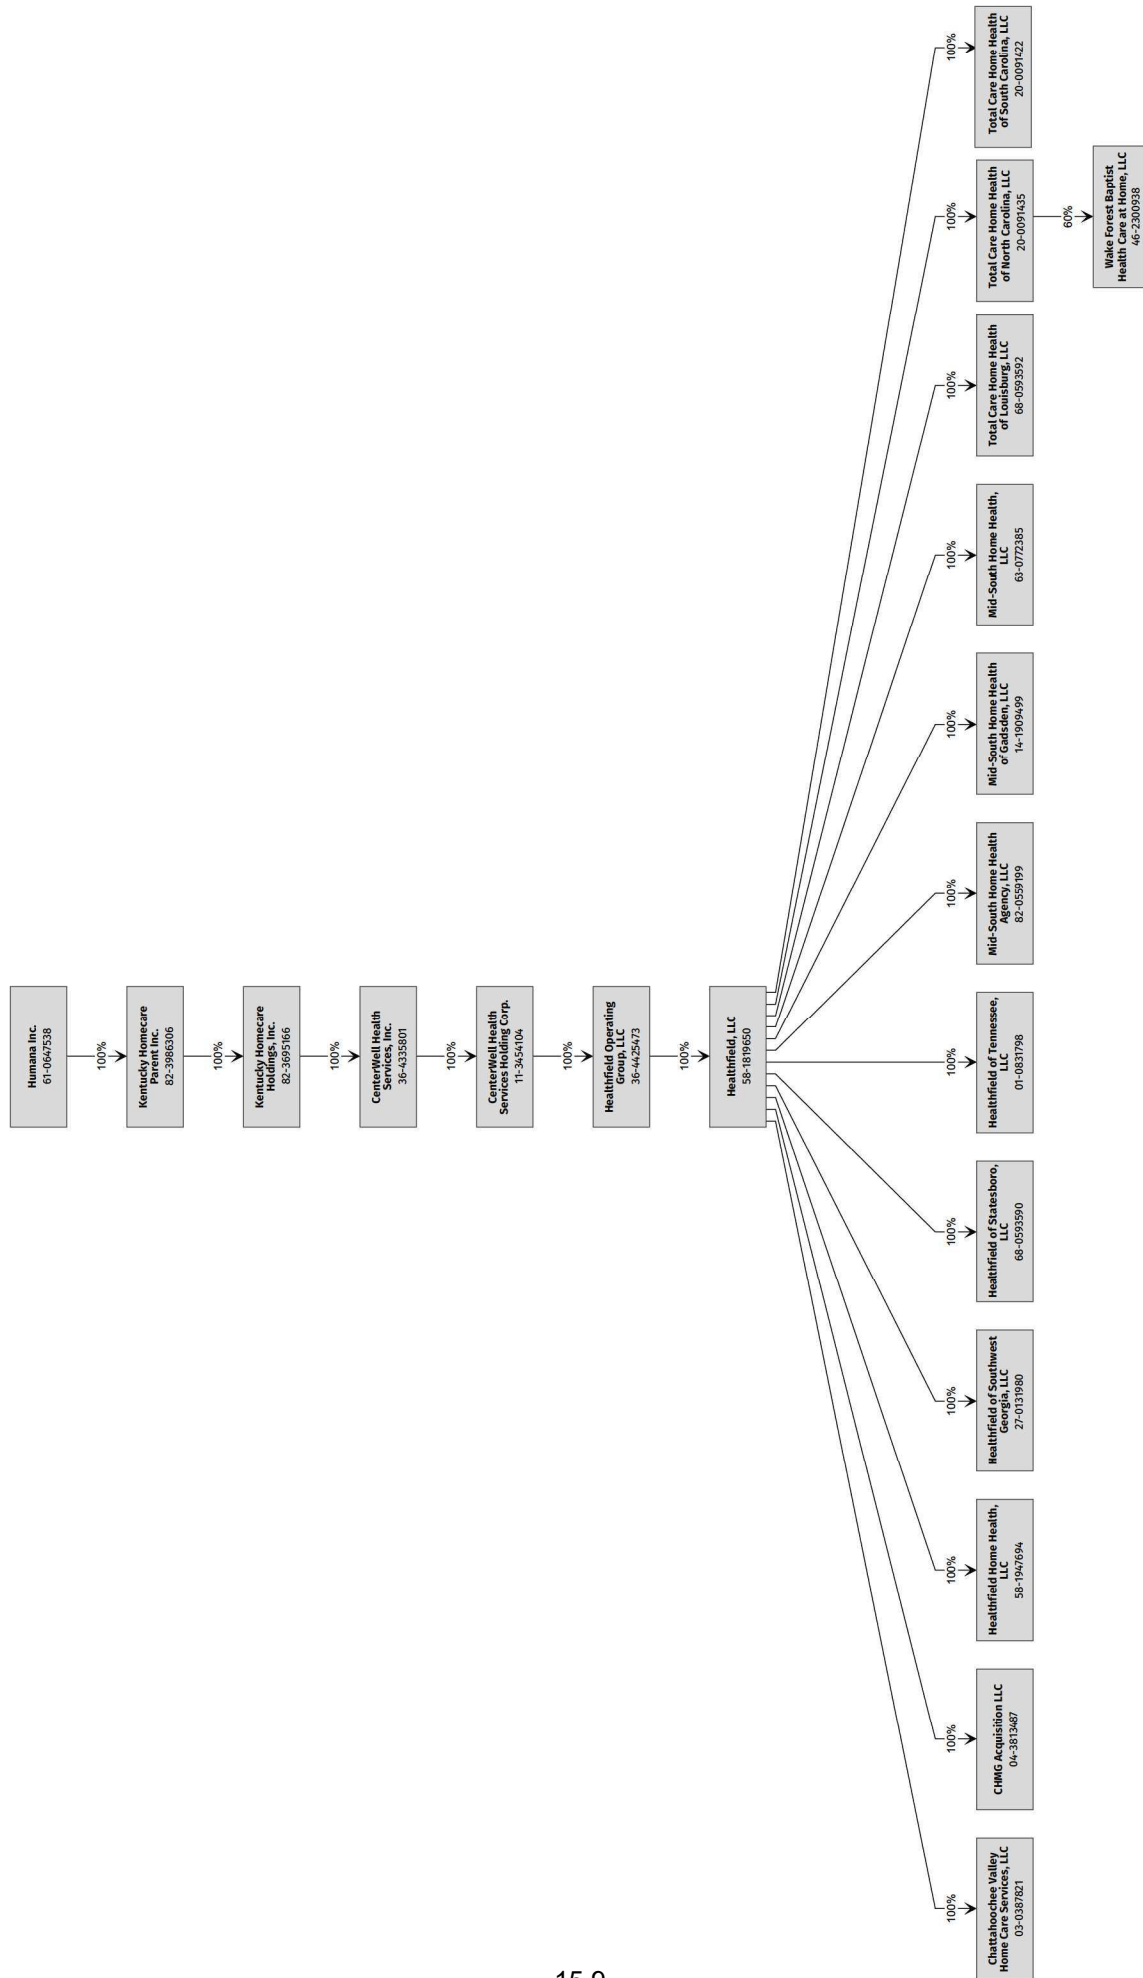 Humana Inc.
61-0647538
100%
Kentucky Homecare
Parent Inc.
82-3986306
100%
Kentucky Homecare
Holdings, Inc.
82-3695166
100%
CenterWell Health
Services, Inc.
36-4335801
100%
CenterWell Health
Services Holding Corp.
11-3454104
100%
Healthfield Operating
Group, LLC
36-4425473
100%
Healthfield, LLC
58-1819650
100%
Chattahoochee Valley
Home Care Services, LLC
03-0387821
100%
CHMG Acquisition LLC
04-3813487
100%
Healthfield Home Health,
LLC
58-1947694
100%
Healthfield of Southwest
Georgia, LLC
27-0131980
100%
Healthfield of Statesboro,
LLC
68-0593590
100%
Healthfield of Tennessee,
LLC
01-0831798
100%
Mid-South Home Health
Agency, LLC
82-0559199
100%
Mid-South Home Health
of Gadsden, LLC
14-1909499
100%
Mid-South Home Health,
LLC
63-0772385
100%
Total Care Home Health
of Louisburg, LLC
68-0593592
100%
Total Care Home Health
of North Carolina, LLC
20-0091435
100%
Total Care Home Health
of South Carolina, LLC
20-0091422
60%
Wake Forest Baptist
Health Care at Home, LLC
46-2300938
15.9